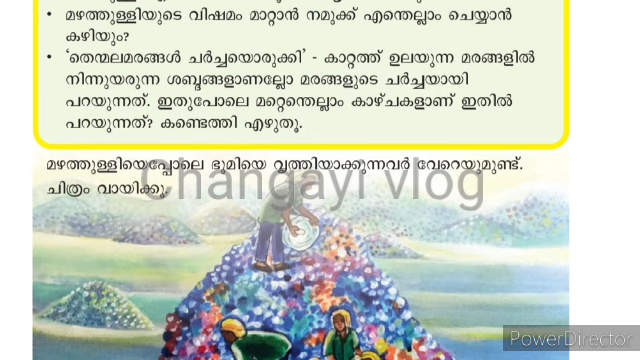 • മഴത്തുള്ളിയുടെ വിഷമം മാറ്റാൻ നമുക്ക് എന്തെല്ലാം ചെയ്യാൻ
കഴിയും?
• ‘തെന്മലമരങ്ങൾ ചർച്ചയൊരുക്കി’ - കാറ്റത്ത് ഉലയുന്ന മരങ്ങളിൽ
നിന്നുയരുന്ന ശബ്ദങ്ങളാണല്ലോ മരങ്ങളുടെ ചർച്ചയായി
പറയുന്നത്. ഇതുപോലെ മറ്റെന്തെല്ലാം കാഴ്ചകളാണ് ഇതിൽ
പറയുന്നത്? കണ്ടെത്തി എഴുതൂ.
മഴത്തുള്ളിയെപ്പോലെ ഭൂമിയെ വൃത്തിയാക്കുന്നവർ വേറെയുമുണ്ട്.
ചിത്രം വായിക്കൂ.
Changayi vlog
PowerDirector